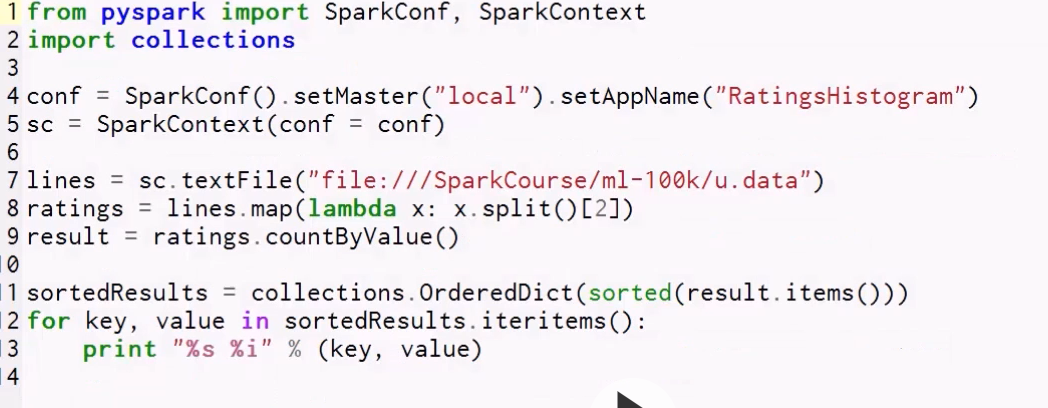 1 from pyspark import SparkConf, SparkContext
2 import collections
3
4 conf = SparkConf().setMaster("local").setAppName("RatingsHistogram")
5 sc = SparkContext(conf = conf)
6
7 lines = sc.textFile("file:///SparkCourse/ml-100k/u.data")
8 ratings = lines.map(lambda x: x.split()[2])
9 result = ratings.countByValue()
10
11 sortedResults = collections.OrderedDict(sorted(result.items()))
12 for key, value in sortedResults.iteritems():
13     print "%s %i" % (key, value)
14